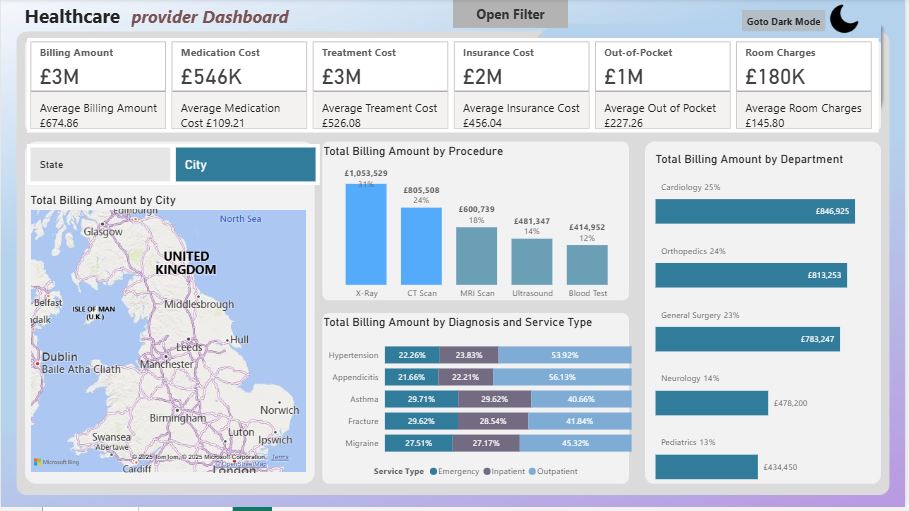 Healthcare provider Dashboard
Open Filter
Goto Dark Mode
Billing Amount
£3M
Average Billing Amount
£674.86
Medication Cost
£546K
Average Medication
Cost £109.21
Treatment Cost
£3M
Average Treament Cost
£526.08
Insurance Cost
£2M
Average Insurance Cost
£456.04
Out-of-Pocket
£1M
Average Out of Pocket
£227.26
Room Charges
£180K
Average Room Charges
£145.80
State
City
Total Billing Amount by City
Edinburgh
North Sea
Glasgow
UNITED
KINGDOM
Belfast
ISLE OF MAN
(U.K.)
Middlesbrough
ndalk
Leeds
Hull
Dublin
Baile Atha Cliath
Manchester
Norwich
Birmingham
Swansea
Abertawe
Luton
Ipswich
© 2025 TomTom, © 2025 Microsoft Corporation, Terms
Microsoft Bing
© OpenStreetMap
Cardiff
London
Total Billing Amount by Procedure
£1,053,529
31%
£805,508
24%
£600,739
18%
£481,347
14%
£414,952
12%
X-Ray
CT Scan
MRI Scan
Ultrasound
Blood Test
Total Billing Amount by Diagnosis and Service Type
Hypertension 22.26% 23.83% 53.92%
Appendicitis 21.66% 22.21% 56.13%
Asthma 29.71% 29.62% 40.66%
Fracture 29.62% 28.54% 41.84%
Migraine 27.51% 27.17% 45.32%
Service Type Emergency Inpatient Outpatient
Total Billing Amount by Department
Cardiology 25%
£846,925
Orthopedics 24%
£813,253
General Surgery 23%
£783,247
Neurology 14%
£478,200
Pediatrics 13%
£434,450